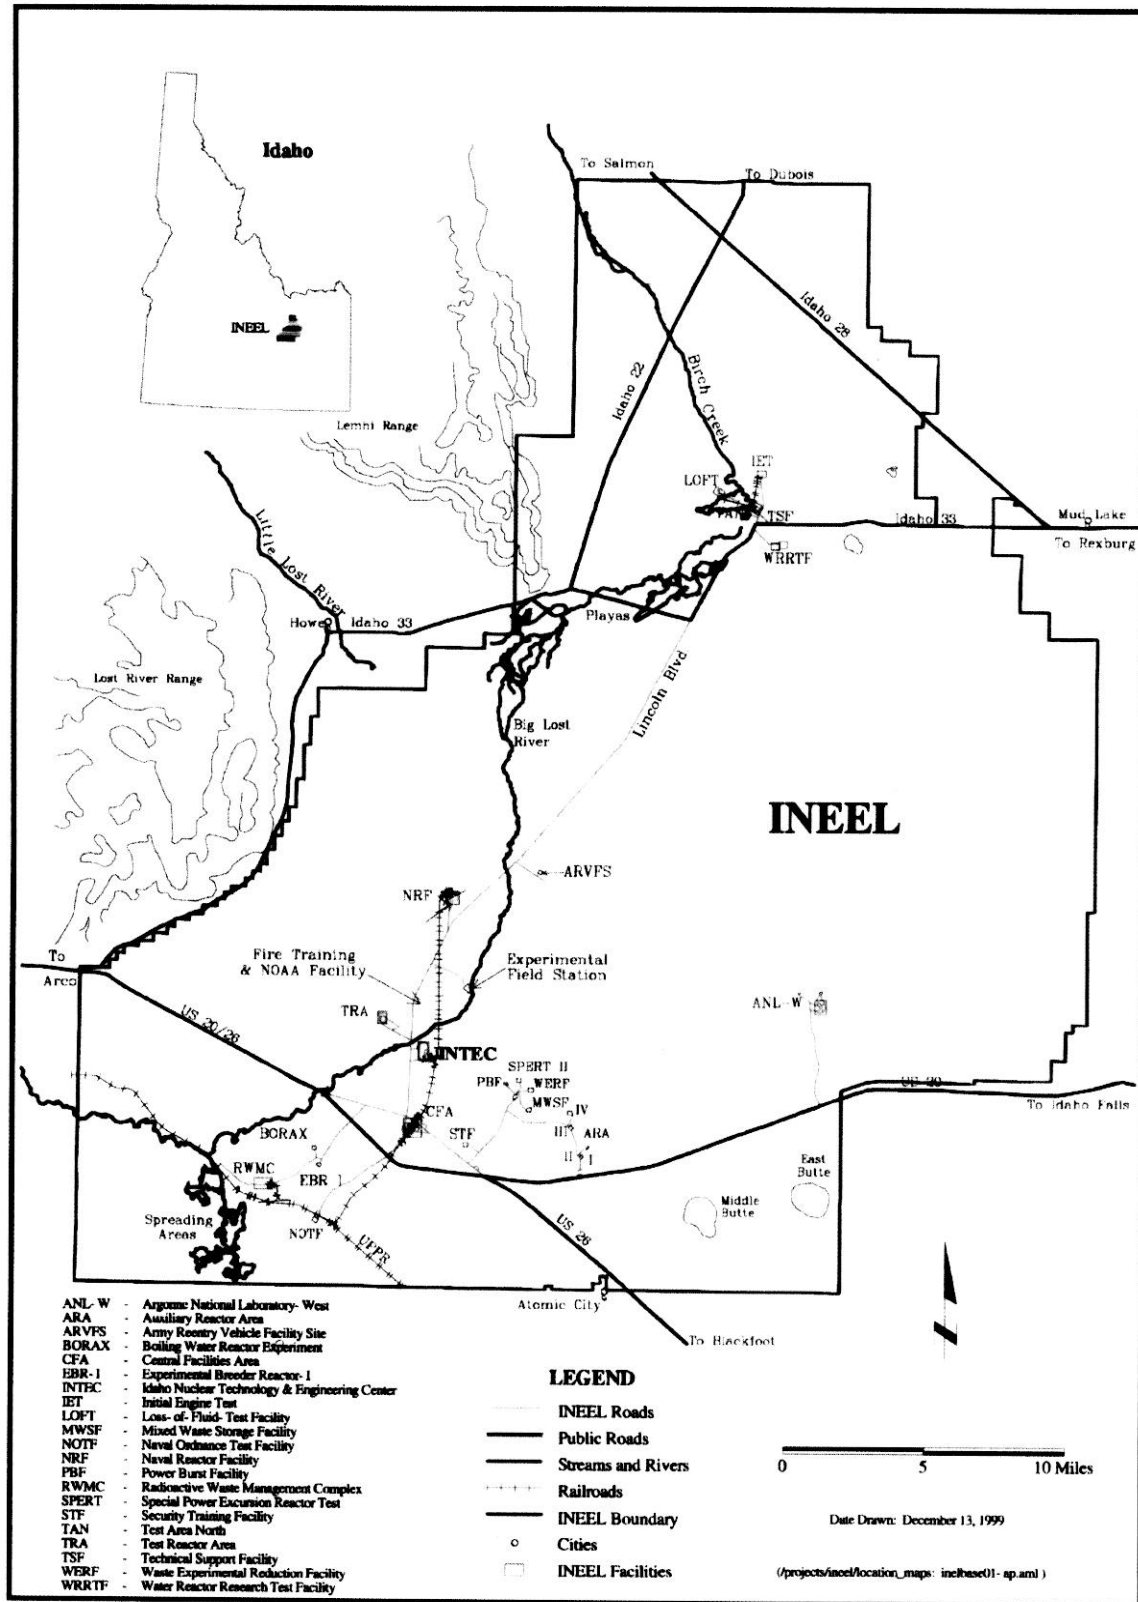 Idaho
INEEL
To Salmon
To Dubois
Idaho 28
Idaho 22
Birch Creek
Lemhi Range
IET
LOFT
TAN
TSF
Mud Lake
Idaho 33
To Rexburg
WRRTF
Little Lost River
Howe
Idaho 33
Playas
Lost River Range
Lincoln Blvd
Big Lost
River
INEEL
ARVFS
NRF
To
Arco
Fire Training
& NOAA Facility
Experimental
Field Station
TRA
ANL-W
US 20/26
INTEC
SPERT II
PBF
WERF
MWSF
IV
US 20
To Idaho Falls
CFA
STF
III
ARA
BORAX
II
I
RWMC
EBR I
East
Butte
Middle
Butte
Spreading
Areas
NOTF
UPPR
US 26
Atomic City
To Blackfoot
ANL-W - Argonne National Laboratory-West
ARA - Auxiliary Reactor Area
ARVFS - Army Reentry Vehicle Facility Site
BORAX - Boiling Water Reactor Experiment
CFA - Central Facilities Area
EBR-1 - Experimental Breeder Reactor-1
INTEC - Idaho Nuclear Technology & Engineering Center
IET - Initial Engine Test
LOFT - Loss-of-Fluid-Test Facility
MWSF - Mixed Waste Storage Facility
NOTF - Naval Ordnance Test Facility
NRF - Naval Reactor Facility
PBF - Power Burst Facility
RWMC - Radioactive Waste Management Complex
SPERT - Special Power Excursion Reactor Test
STF - Security Training Facility
TAN - Test Area North
TRA - Test Reactor Area
TSF - Technical Support Facility
WERF - Waste Experimental Reduction Facility
WRRTF - Water Reactor Research Test Facility
LEGEND
INEEL Roads
Public Roads
Streams and Rivers
Railroads
INEEL Boundary
Cities
INEEL Facilities
0 5 10 Miles
Date Drawn: December 13, 1999
(/projects/ineel/location_maps: inelbase01-ap.aml )